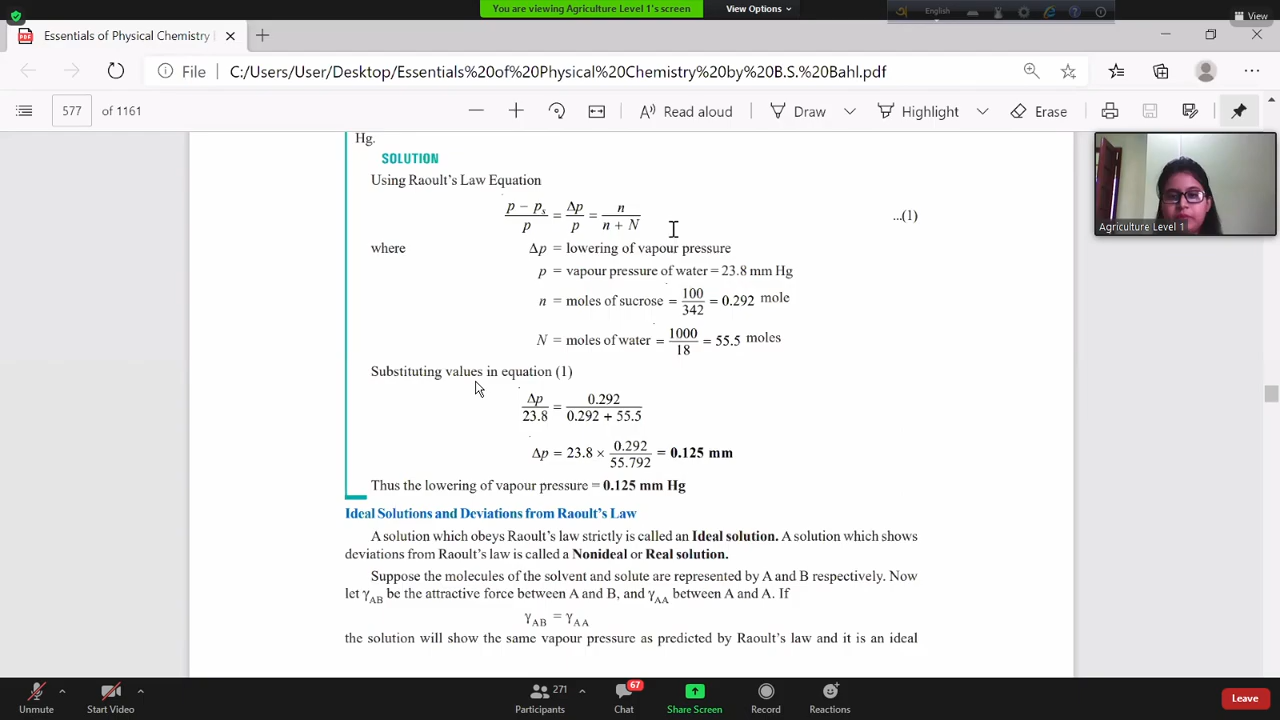 You are viewing Agriculture Level 1's screen
View Options
English
View
Essentials of Physical Chemistry
File
C:/Users/User/Desktop/Essentials%20of%20Physical%20Chemistry%20by%20B.S.%20Bahl.pdf
577 of 1161
Read aloud
Draw
Highlight
Erase
Agriculture Level 1
Hg.
SOLUTION
Using Raoult's Law Equation
(p − pₛ)/p = Δp/p = n/(n + N) ...(1)
where Δp = lowering of vapour pressure
p = vapour pressure of water = 23.8 mm Hg
n = moles of sucrose = 100/342 = 0.292 mole
N = moles of water = 1000/18 = 55.5 moles
Substituting values in equation (1)
Δp/23.8 = 0.292/(0.292 + 55.5)
Δp = 23.8 × 0.292/55.792 = 0.125 mm
Thus the lowering of vapour pressure = 0.125 mm Hg
Ideal Solutions and Deviations from Raoult's Law
A solution which obeys Raoult's law strictly is called an Ideal solution. A solution which shows
deviations from Raoult's law is called a Nonideal or Real solution.
Suppose the molecules of the solvent and solute are represented by A and B respectively. Now
let γAB be the attractive force between A and B, and γAA between A and A. If
γAB = γAA
the solution will show the same vapour pressure as predicted by Raoult's law and it is an ideal
Unmute
Start Video
271
Participants
67
Chat
Share Screen
Record
Reactions
Leave